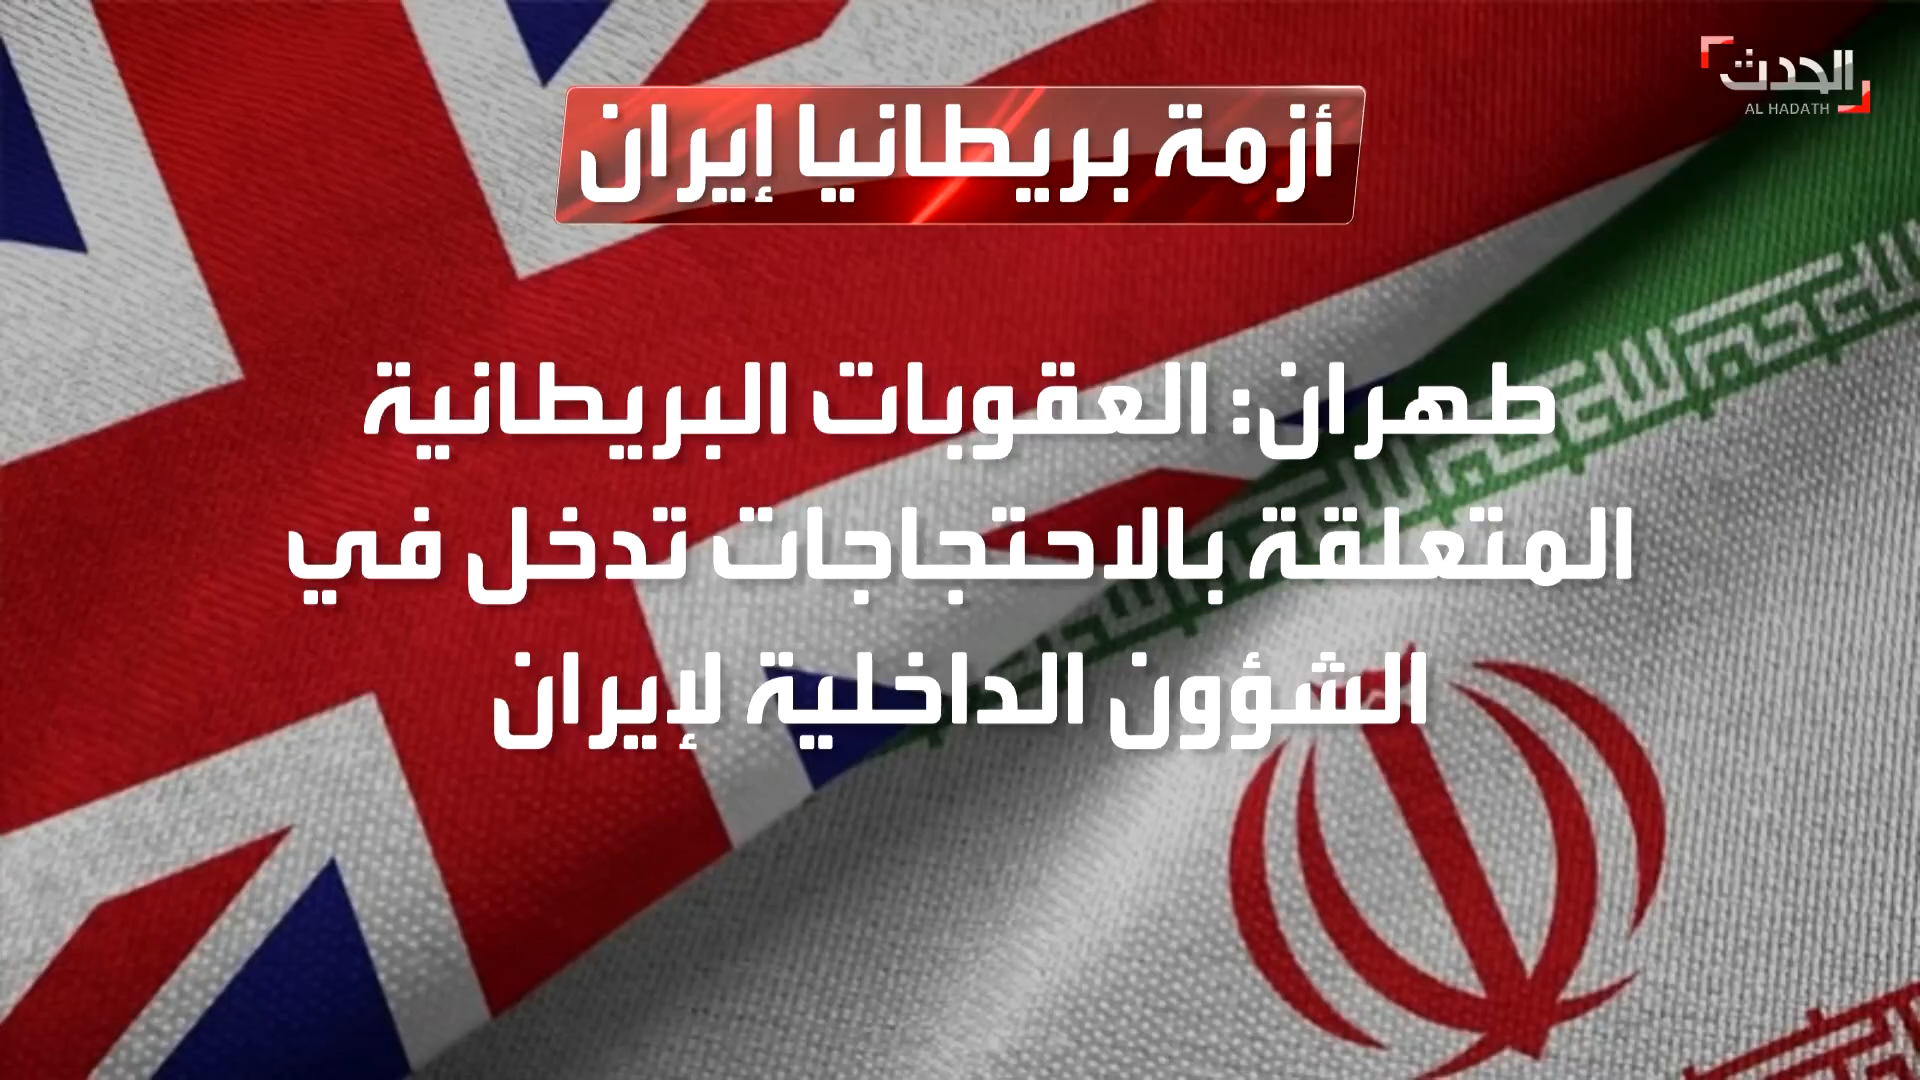 الحدث
AL HADATH
أزمة بريطانيا إيران
طهران: العقوبات البريطانية
المتعلقة بالاحتجاجات تدخل في
الشؤون الداخلية لإيران